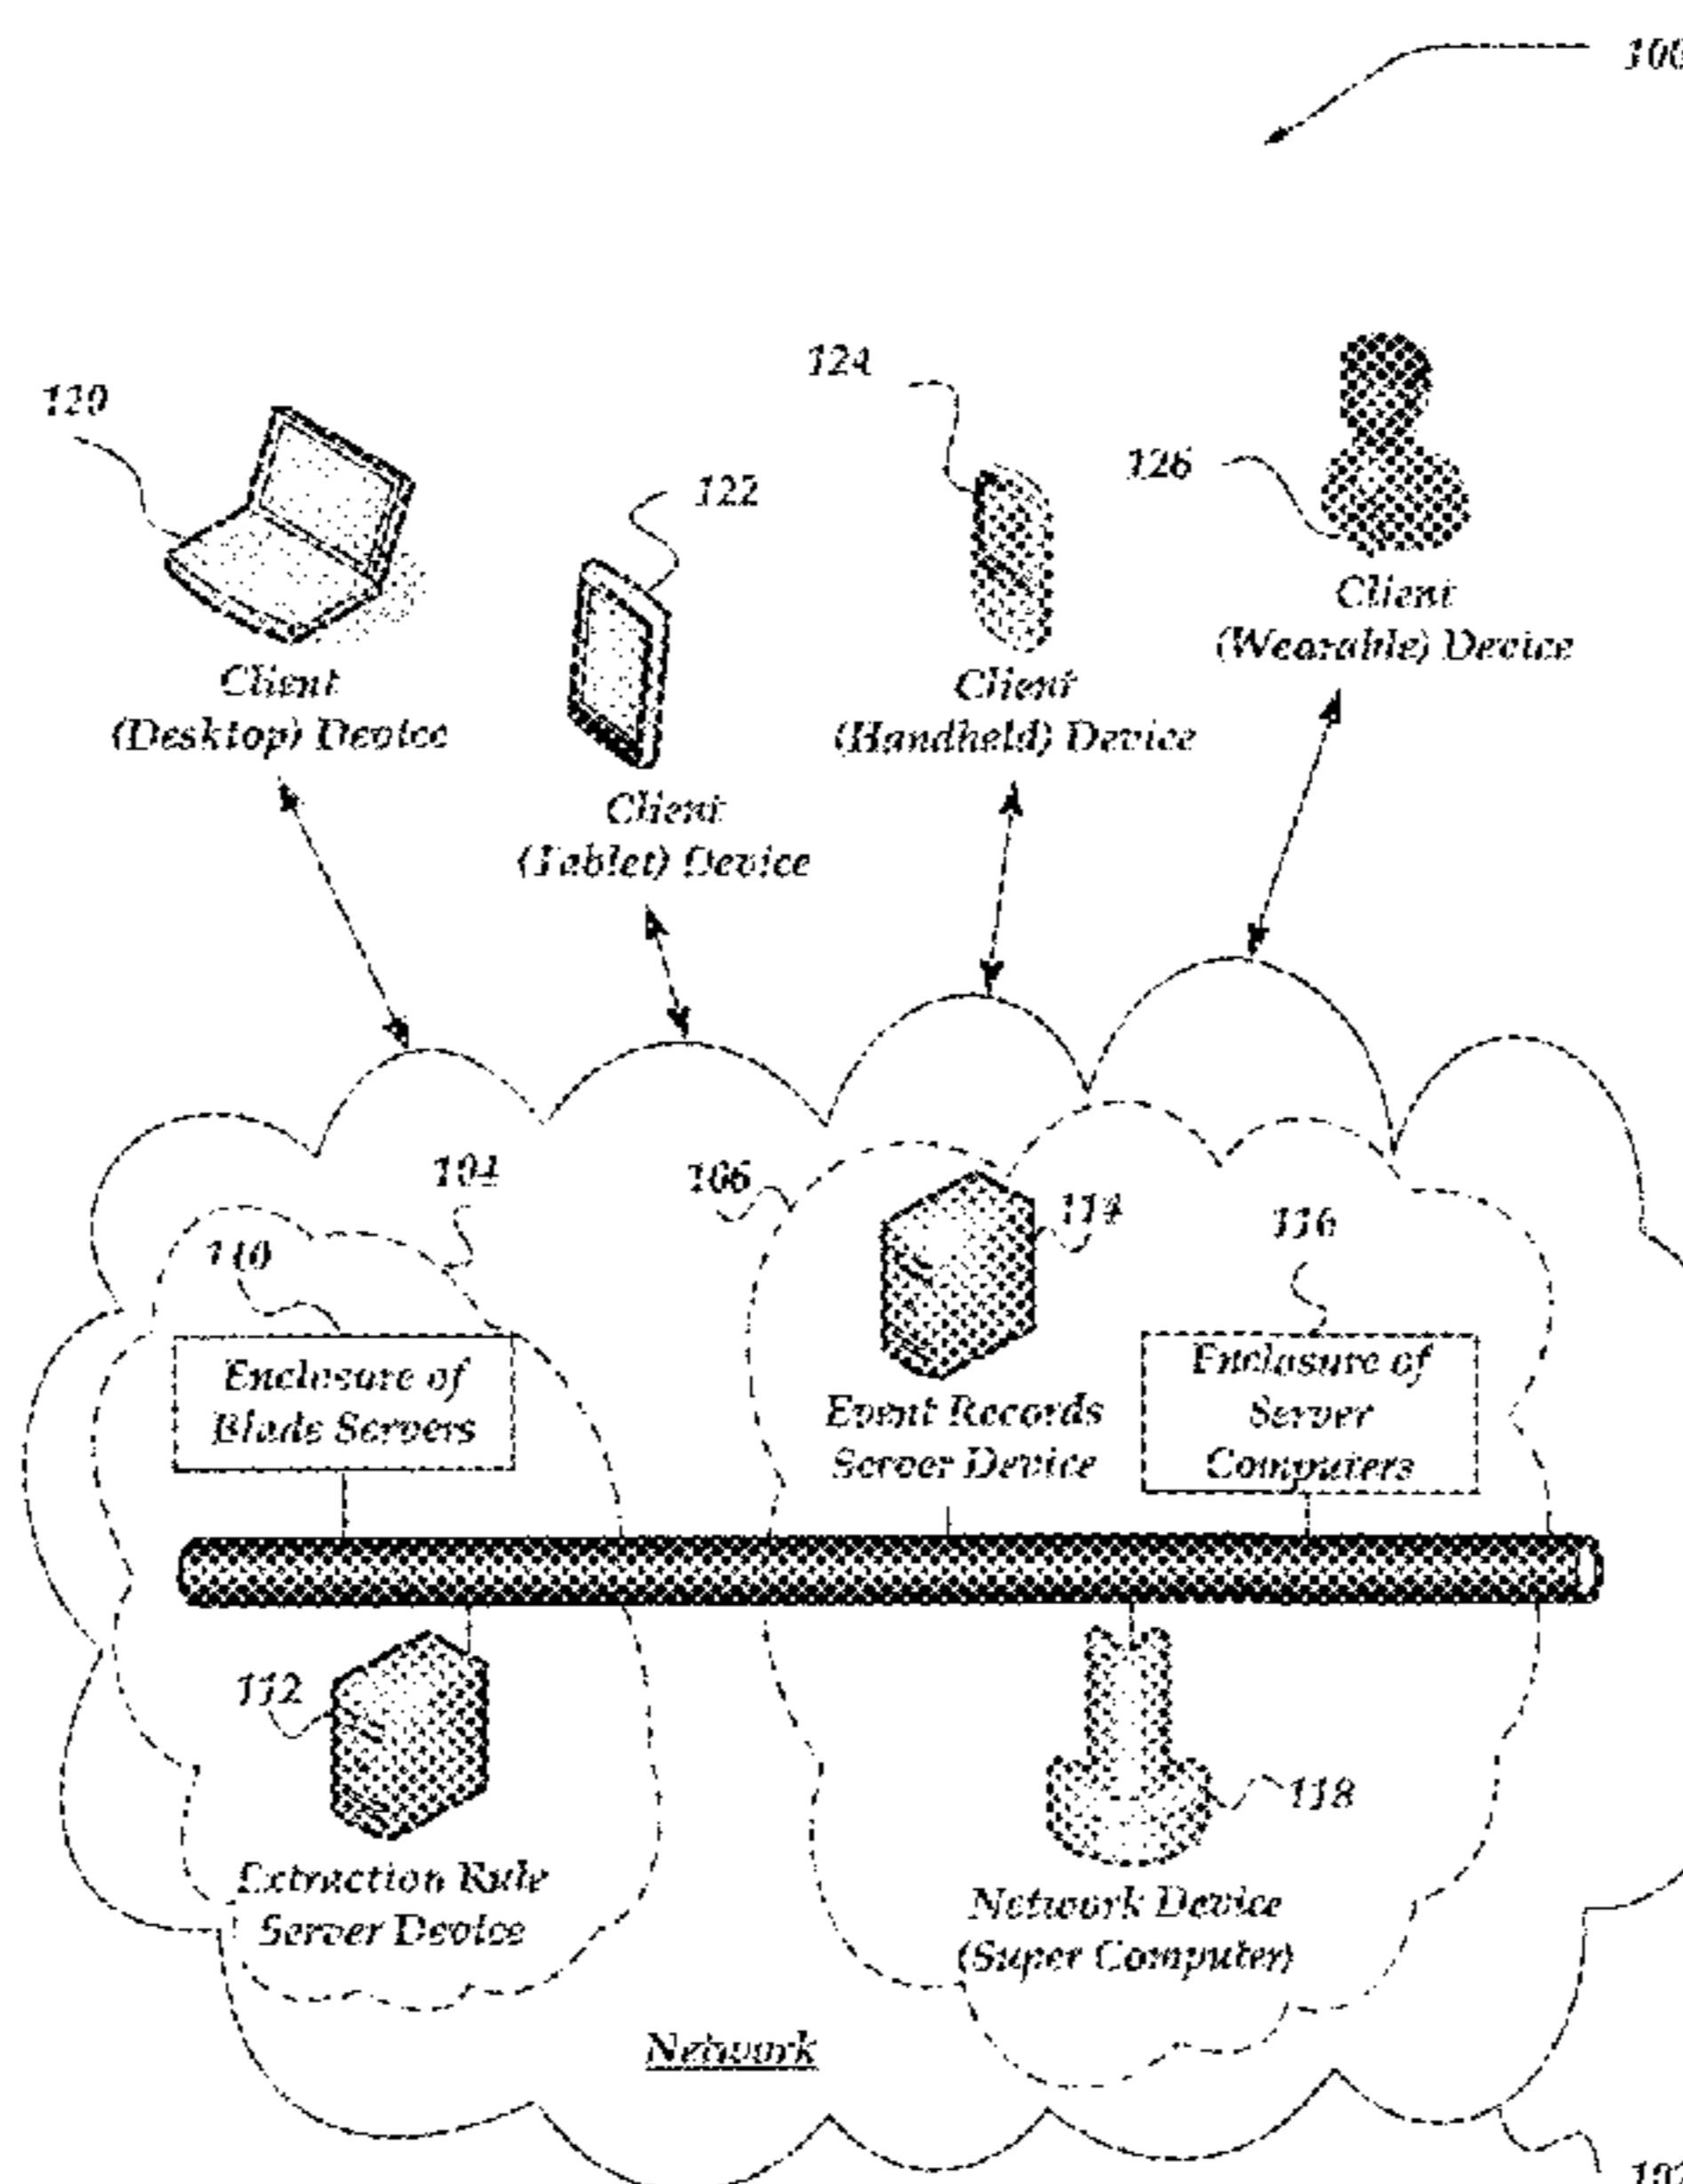 100
120
122
124
126
Client
(Desktop) Device
Client
(Tablet) Device
Client
(Handheld) Device
Client
(Wearable) Device
104
106
110
114
116
Enclosure of
Blade Servers
Event Records
Server Device
Enclosure of
Server
Computers
112
118
Extraction Rule
Server Device
Network Device
(Super Computer)
Network
102